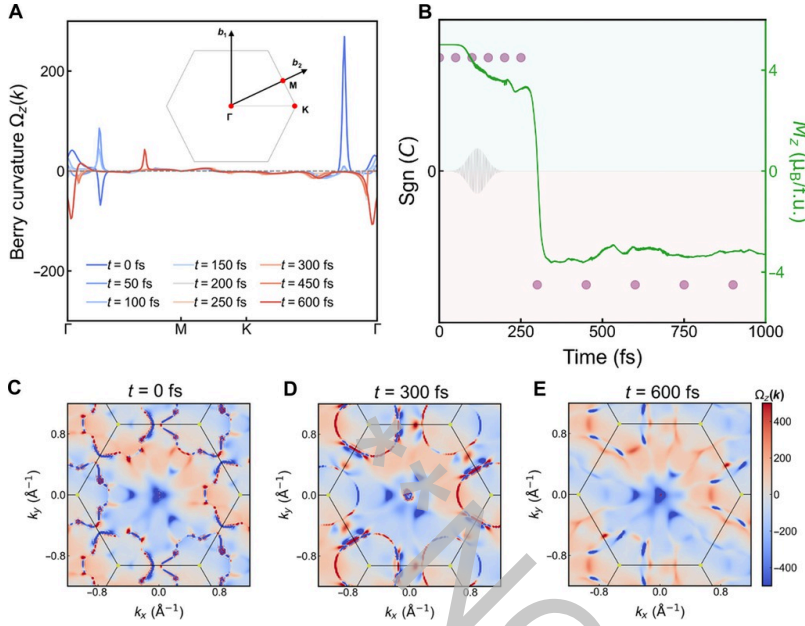 A
B
Berry curvature Ω_z(k)
200
0
−200
b₁
b₂
M
Γ
K
t = 0 fs
t = 50 fs
t = 100 fs
t = 150 fs
t = 200 fs
t = 250 fs
t = 300 fs
t = 450 fs
t = 600 fs
Γ
M
K
Γ
Sgn (C)
0
4
0
−4
M_z (μ_B/f.u.)
0
250
500
750
1000
Time (fs)
C
t = 0 fs
D
t = 300 fs
E
t = 600 fs
Ω_z(k)
k_y (Å⁻¹)
0.8
0.0
−0.8
−0.8
0.0
0.8
k_x (Å⁻¹)
k_y (Å⁻¹)
0.8
0.0
−0.8
−0.8
0.0
0.8
k_x (Å⁻¹)
k_y (Å⁻¹)
0.8
0.0
−0.8
−0.8
0.0
0.8
k_x (Å⁻¹)
400
200
0
−200
−400